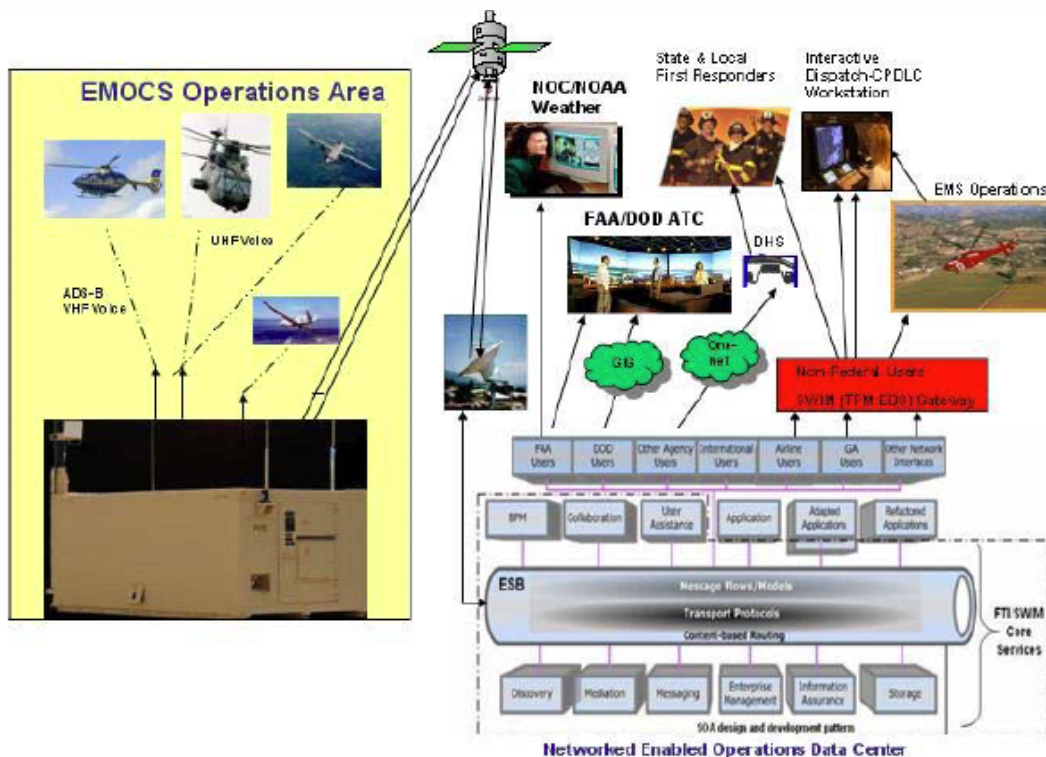 EMOCS Operations Area
UHF Voice
ADS-B
VHF Voice
NOC/NOAA
Weather
State & Local
First Responders
Interactive
Dispatch-CPDLC
Workstation
EMS Operations
FAA/DOD ATC
DHS
GIG
One-
net
Non-Federal Users
SWIM (TFM EDS) Gateway
FAA
Users
DOD
Users
Other Agency
Users
International
Users
Airline
Users
GA
Users
Other Network
Interfaces
BPM
Collaboration
User
Assistance
Application
Adapted
Applications
Refactored
Applications
ESB
Message Flows/Models
Transport Protocols
Content-based Routing
FTI SWIM
Core
Services
Discovery
Mediation
Messaging
Enterprise
Management
Information
Assurance
Storage
SOA design and development pattern
Networked Enabled Operations Data Center